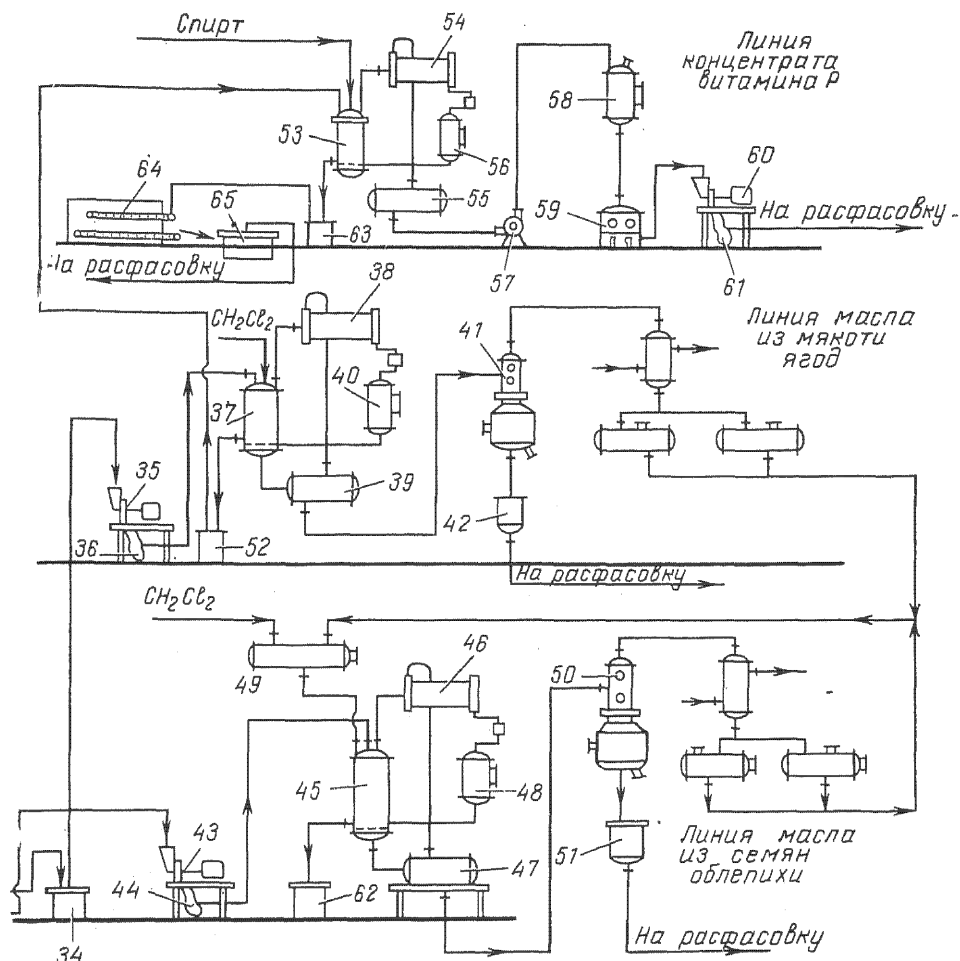 Спирт
54
Линия
концентрата
витамина Р
53
58
56
64
65
55
60
59
63
57
61
На расфасовку
На расфасовку
38
CH₂Cl₂
Линия масла
из мякоти
ягод
41
40
37
35
39
42
36
52
На расфасовку
CH₂Cl₂
46
49
50
45
48
43
51
Линия масла
из семян
облепихи
47
44
62
34
На расфасовку